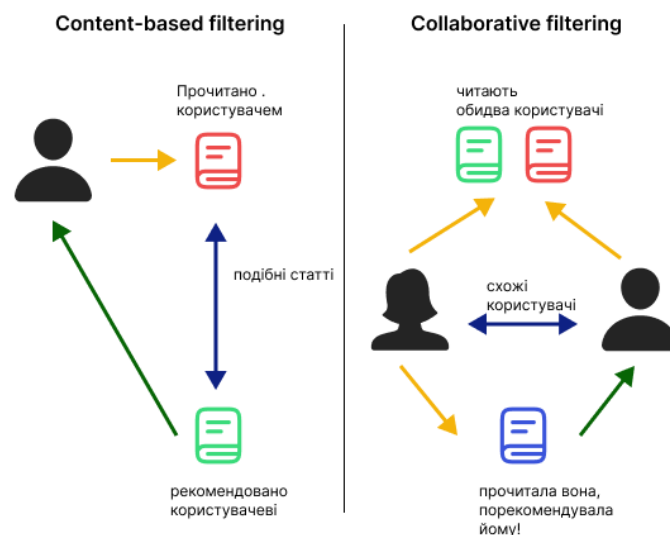 Content-based filtering
Прочитано .
користувачем
подібні статті
рекомендовано
користувачеві
Collaborative filtering
читають
обидва користувачі
схожі
користувачі
прочитала вона,
порекомендувала
йому!